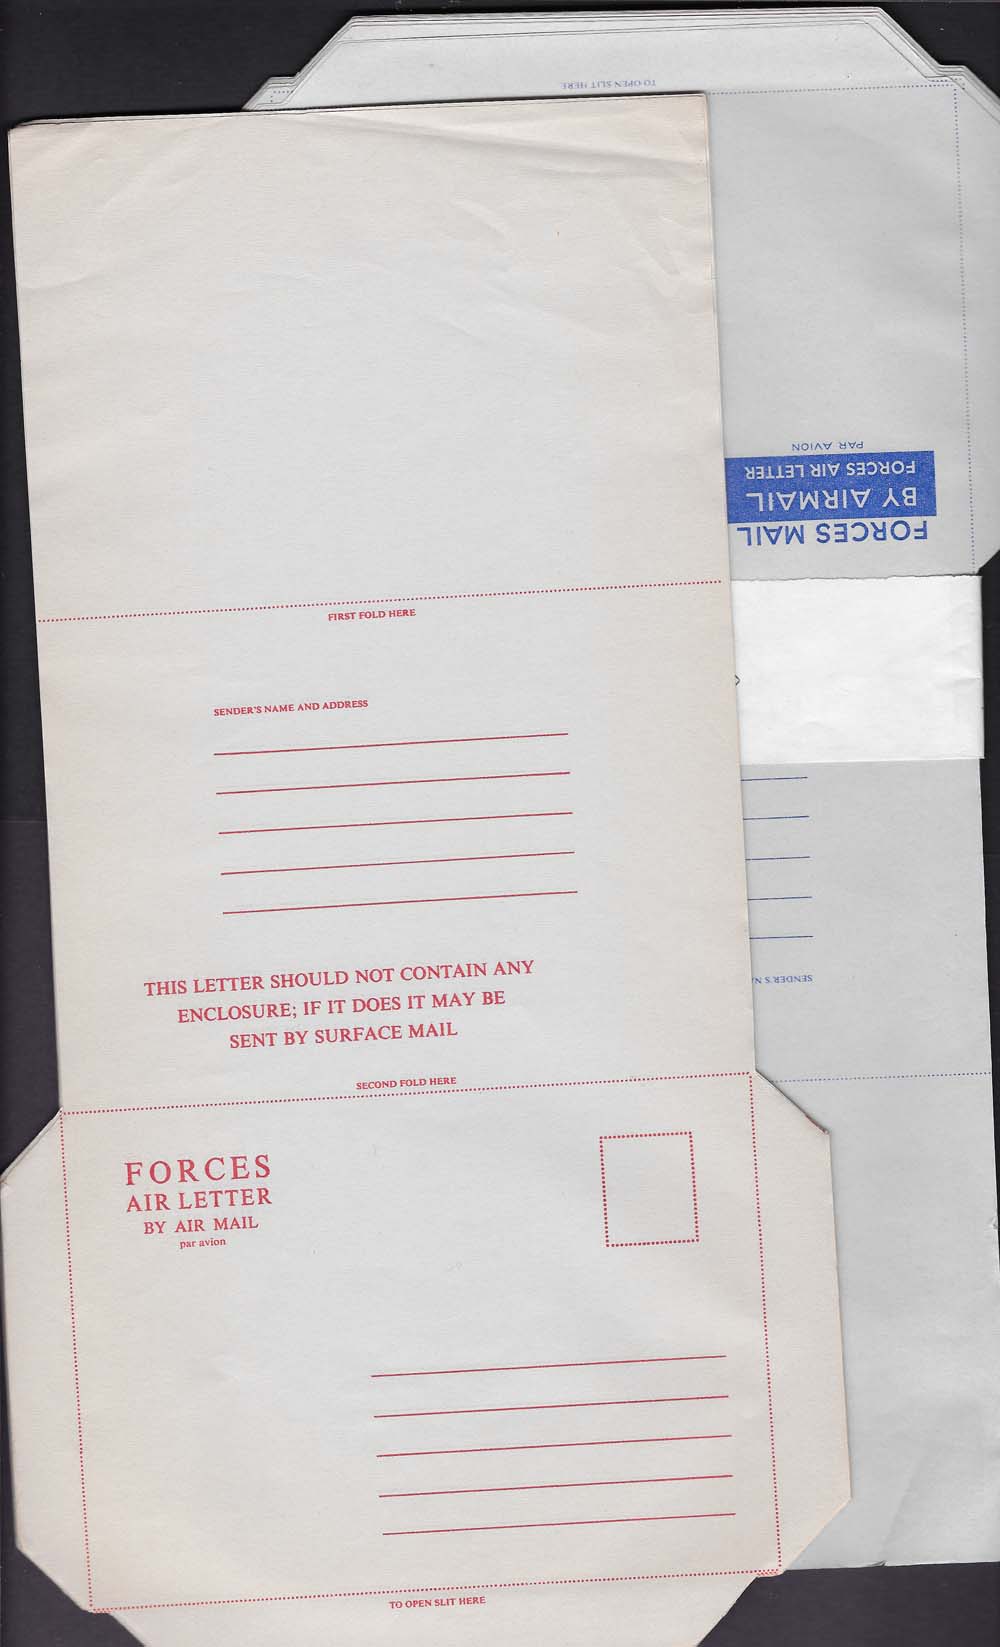 TO OPEN SLIT HERE
PAR AVION
FORCES AIR LETTER
BY AIRMAIL
FORCES MAIL
FIRST FOLD HERE
SENDER'S NAME AND ADDRESS
SENDER'S
THIS LETTER SHOULD NOT CONTAIN ANY
ENCLOSURE; IF IT DOES IT MAY BE
SENT BY SURFACE MAIL
SECOND FOLD HERE
FORCES
AIR LETTER
BY AIR MAIL
par avion
TO OPEN SLIT HERE